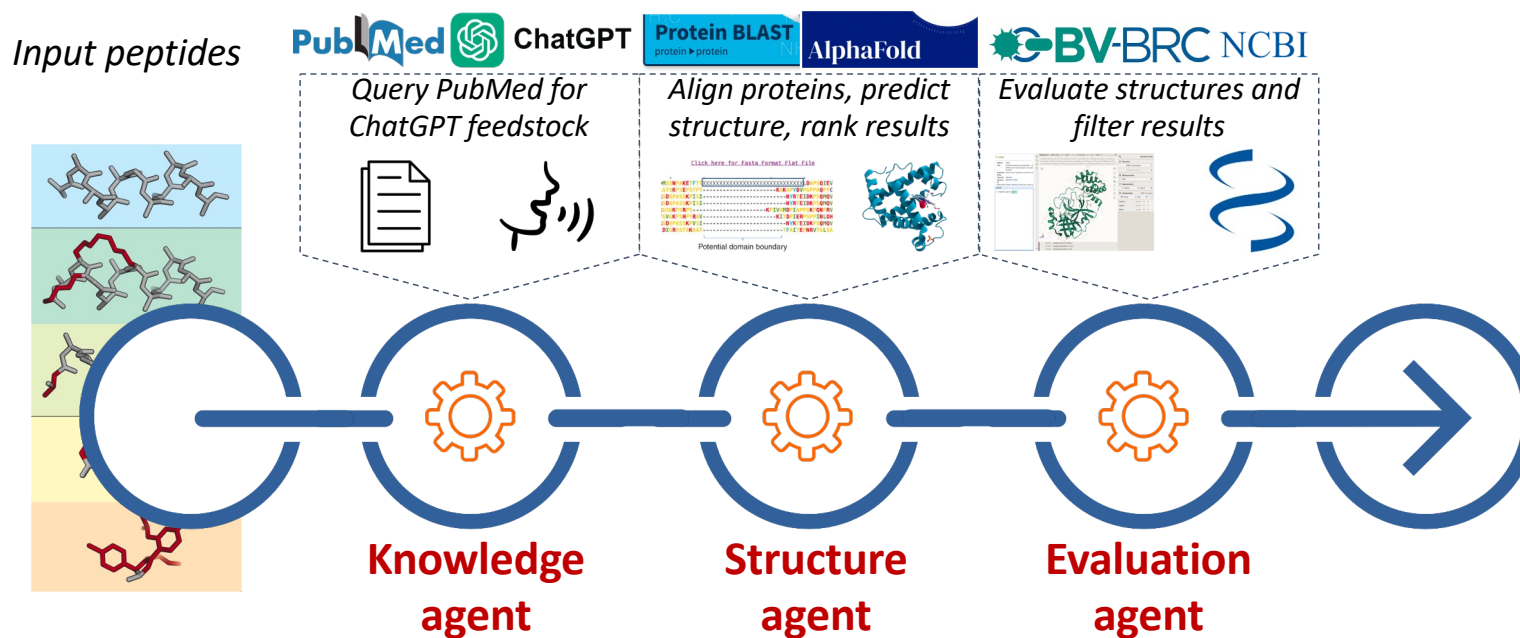 Input peptides
PubMed
ChatGPT
Protein BLAST
protein ▸ protein
AlphaFold
BV-BRC
NCBI
Query PubMed for
ChatGPT feedstock
Align proteins, predict
structure, rank results
Evaluate structures and
filter results
Click here for Fasta Format Flat File
Potential domain boundary
Knowledge
agent
Structure
agent
Evaluation
agent